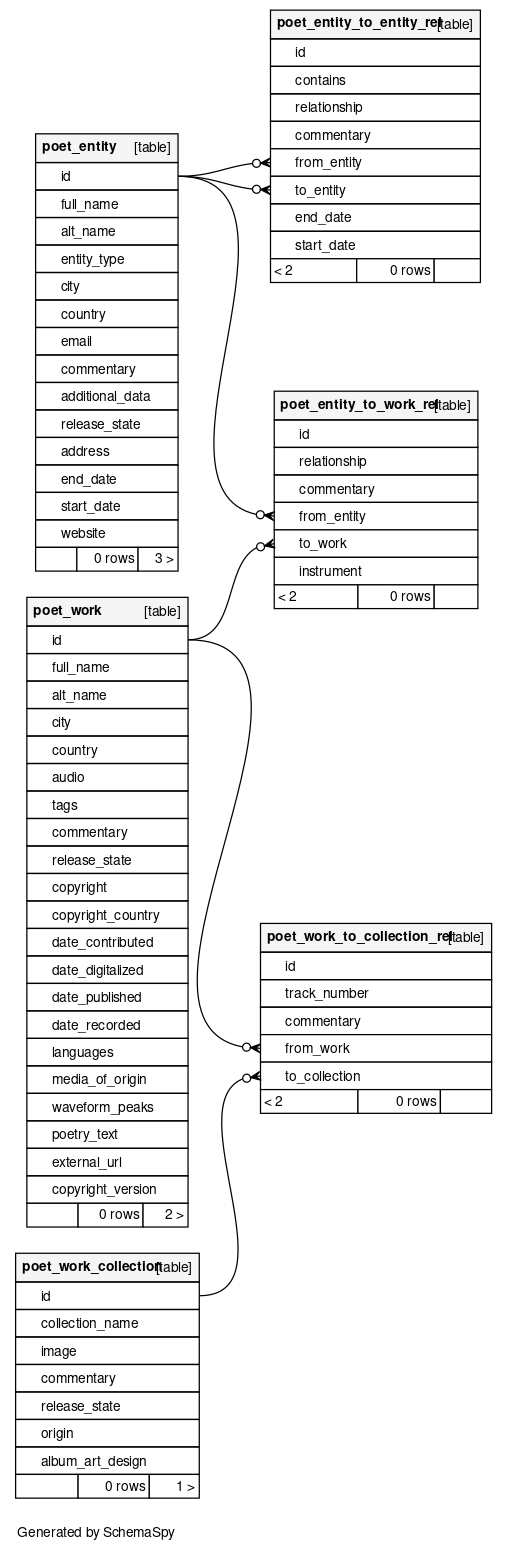 poet_entity_to_entity_rel [table]
id
contains
relationship
commentary
from_entity
to_entity
end_date
start_date
< 2 0 rows
poet_entity [table]
id
full_name
alt_name
entity_type
city
country
email
commentary
additional_data
release_state
address
end_date
start_date
website
0 rows 3 >
poet_entity_to_work_rel [table]
id
relationship
commentary
from_entity
to_work
instrument
< 2 0 rows
poet_work [table]
id
full_name
alt_name
city
country
audio
tags
commentary
release_state
copyright
copyright_country
date_contributed
date_digitalized
date_published
date_recorded
languages
media_of_origin
waveform_peaks
poetry_text
external_url
copyright_version
0 rows 2 >
poet_work_to_collection_rel [table]
id
track_number
commentary
from_work
to_collection
< 2 0 rows
poet_work_collection [table]
id
collection_name
image
commentary
release_state
origin
album_art_design
0 rows 1 >
Generated by SchemaSpy